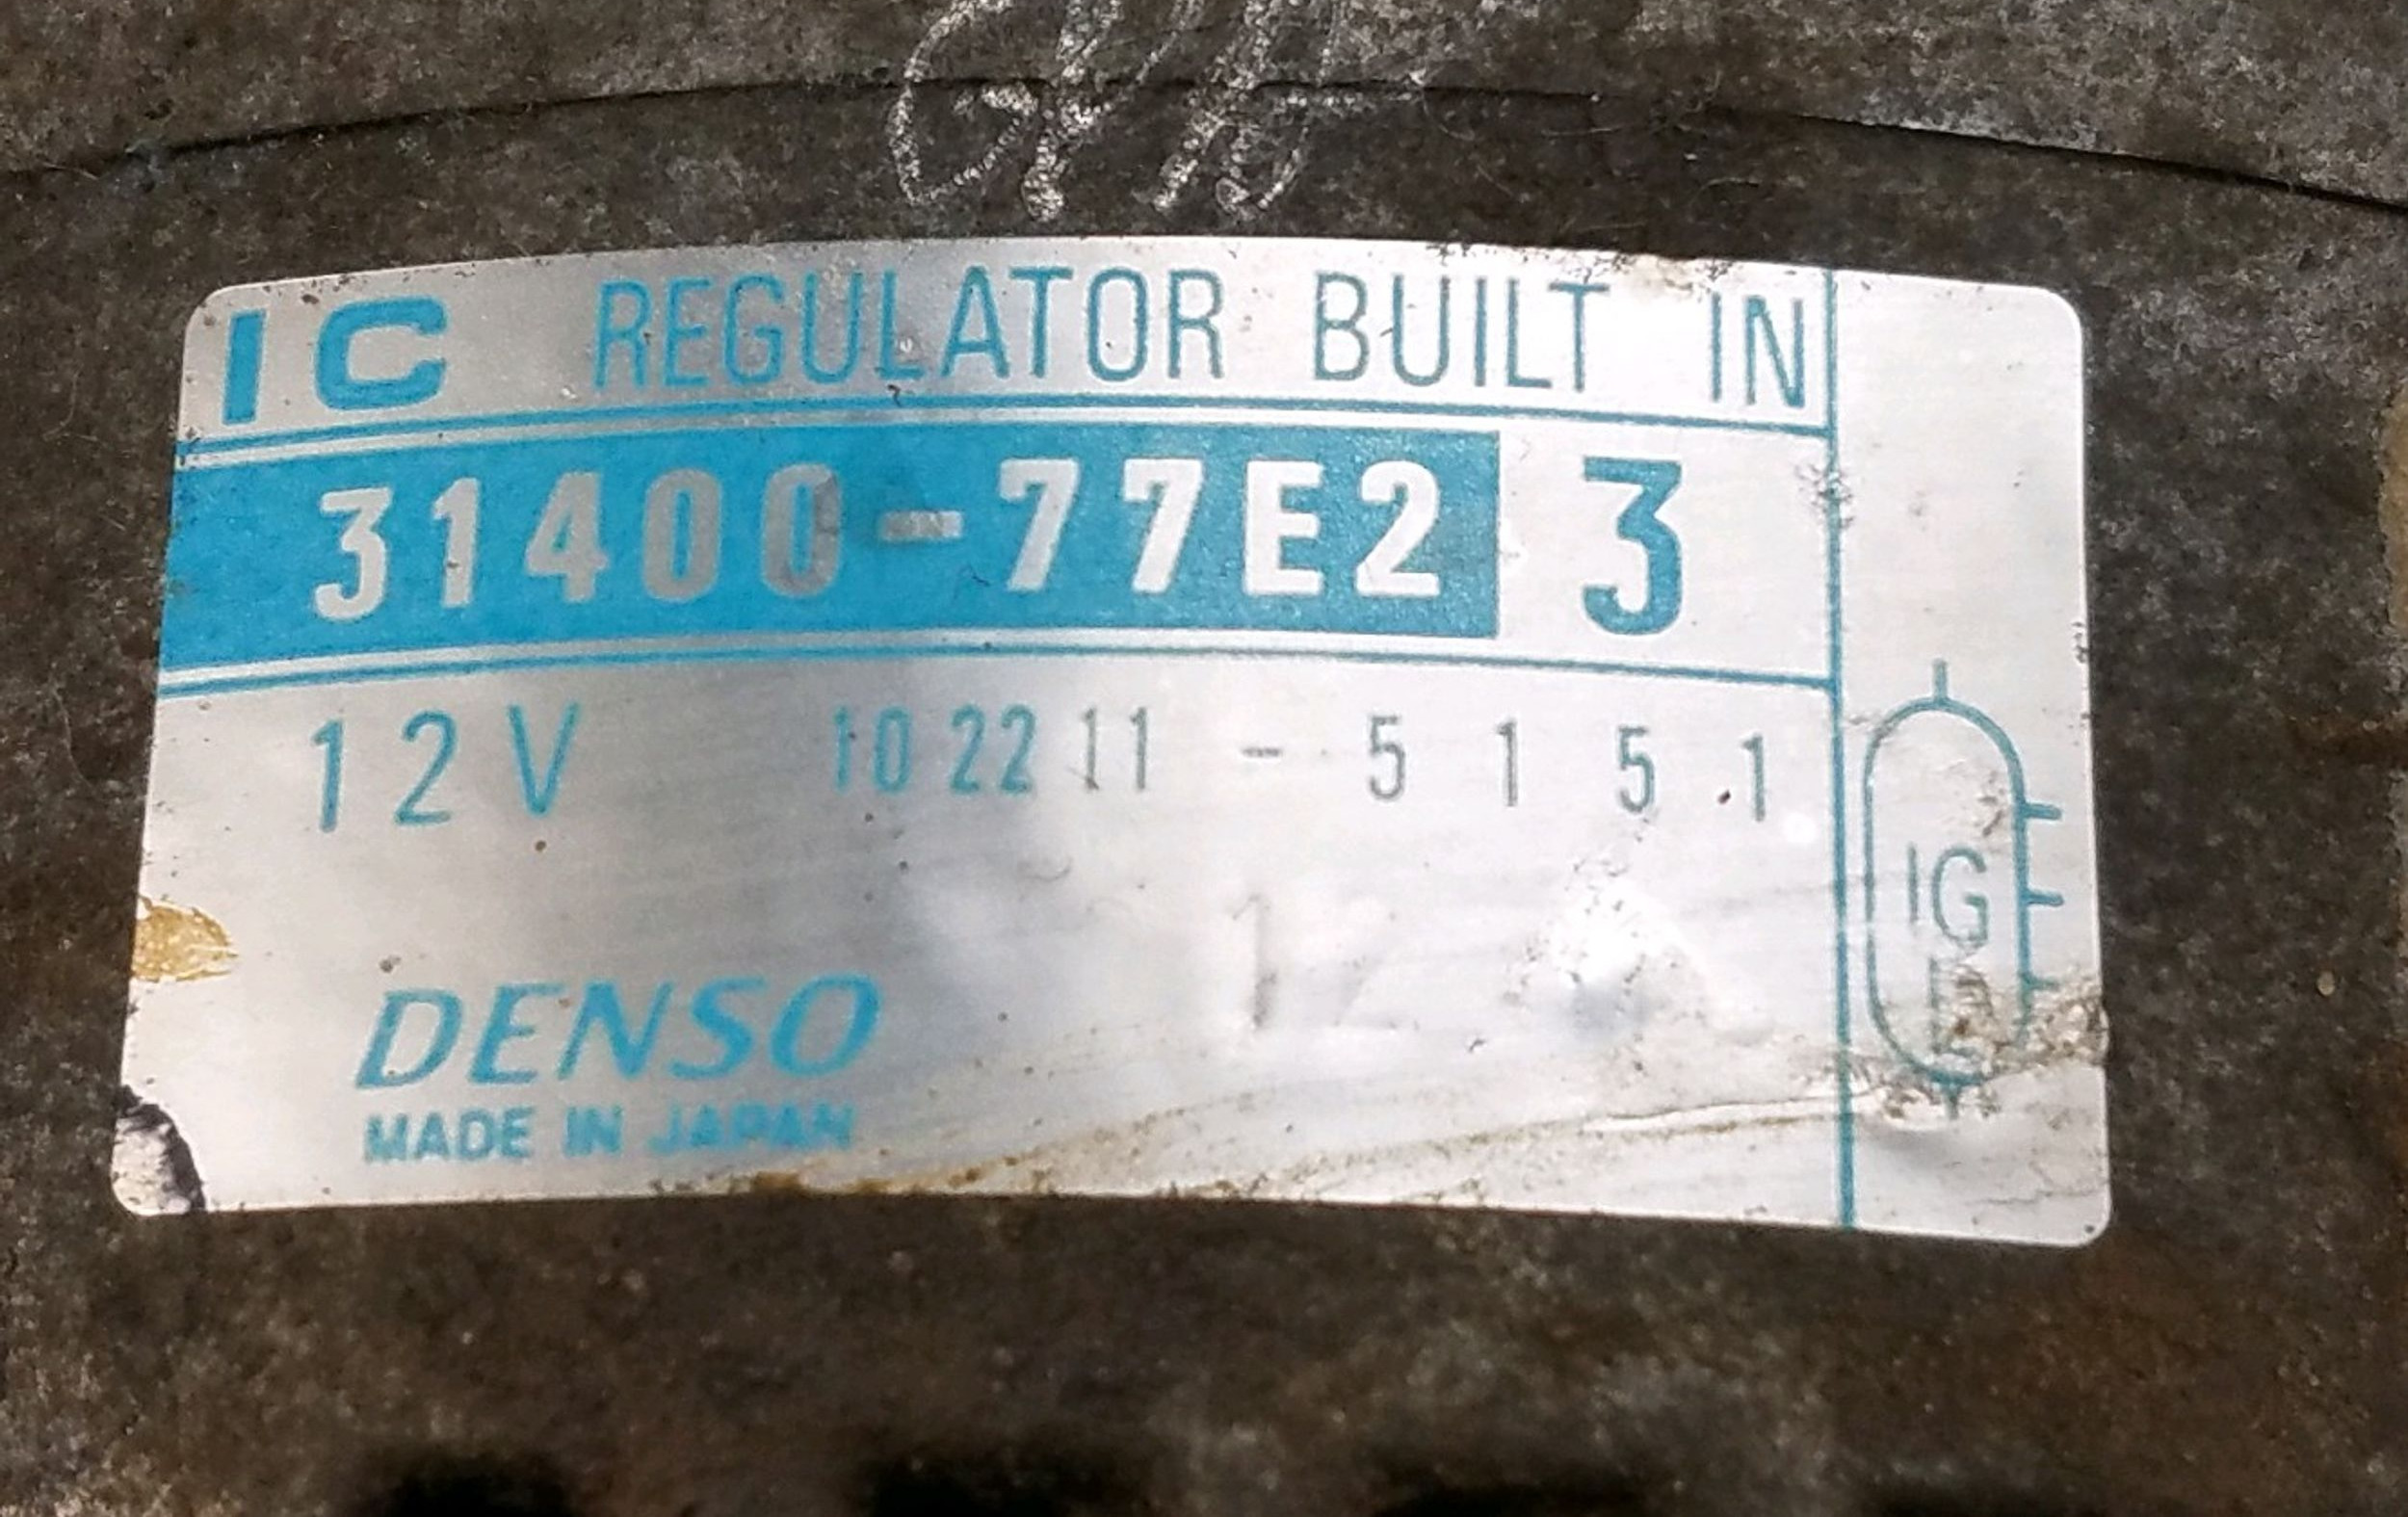 IC REGULATOR BUILT IN
31400-77E2 3
12V 102211-5151
DENSO
MADE IN JAPAN
IG
L